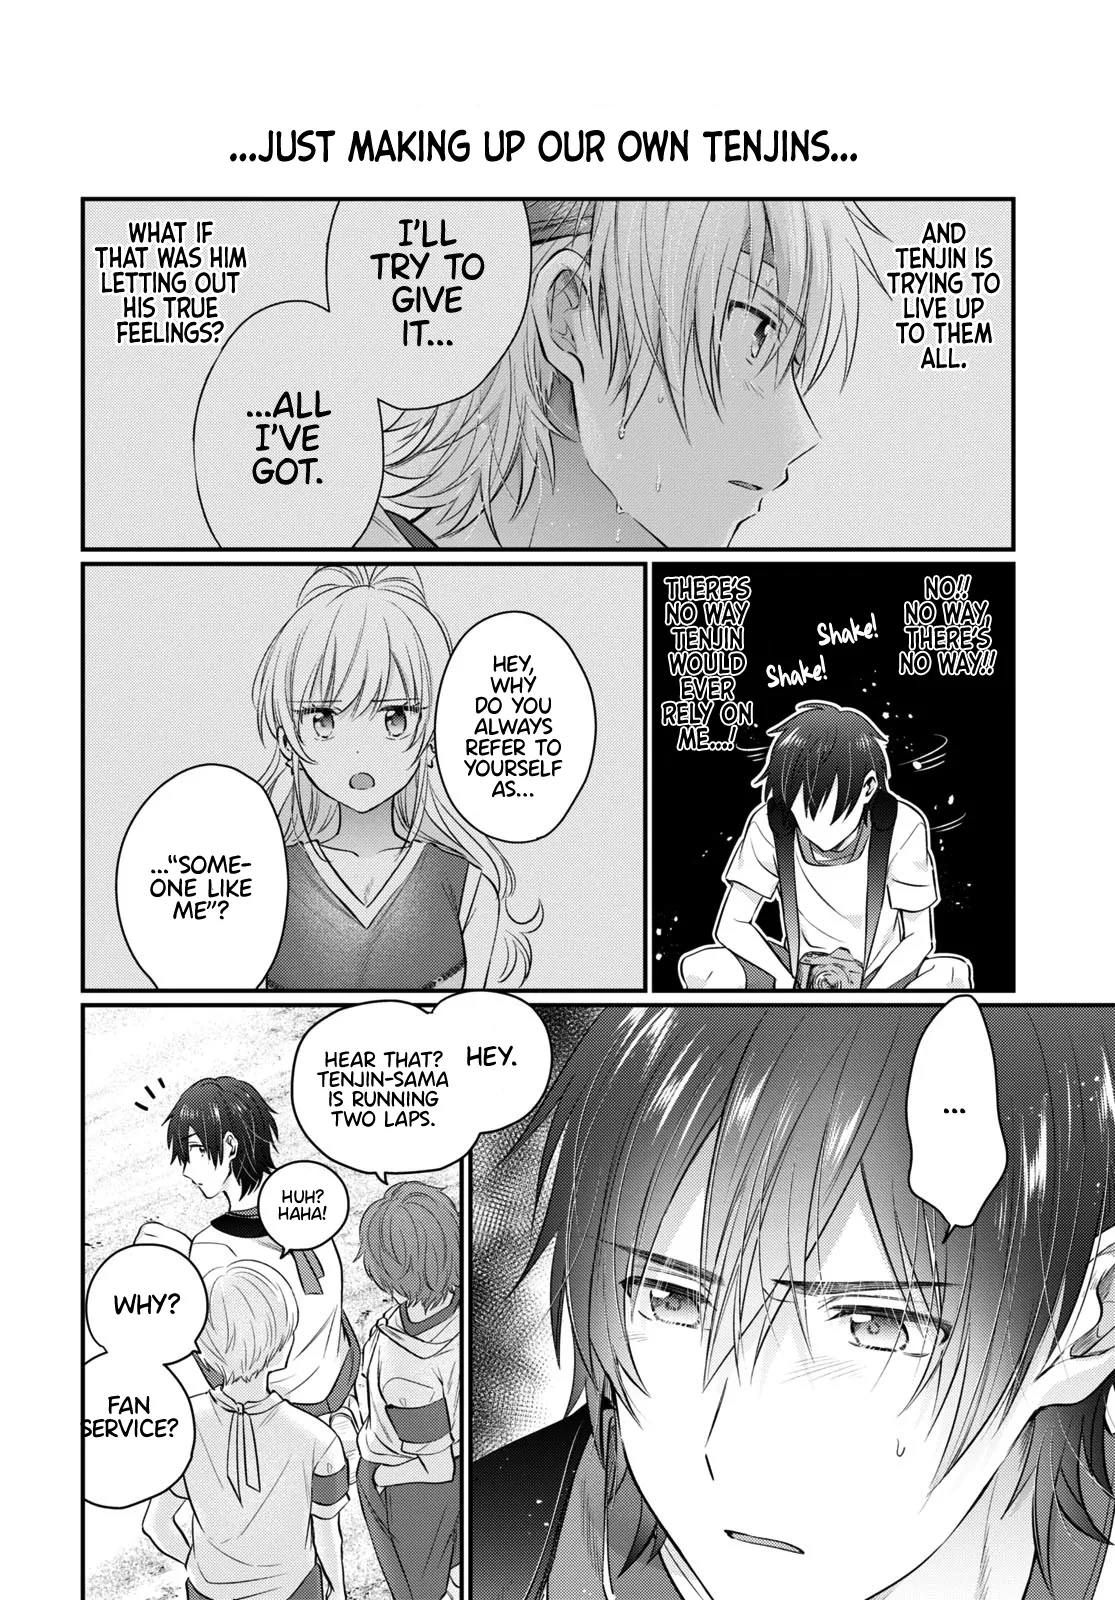 ...JUST MAKING UP OUR OWN TENJINS...
AND
TENJIN IS
TRYING TO
LIVE UP
TO THEM
ALL.
I'LL
TRY TO
GIVE
IT...
...ALL
I'VE
GOT.
WHAT IF
THAT WAS HIM
LETTING OUT
HIS TRUE
FEELINGS?
NO!!
NO WAY,
THERE'S
NO WAY!!
Shake!
Shake!
THERE'S
NO WAY
TENJIN
WOULD
EVER
RELY ON
ME...!
HEY,
WHY
DO YOU
ALWAYS
REFER TO
YOURSELF
AS...
..."SOME-
ONE LIKE
ME"?
...
HEY.
HEAR THAT?
TENJIN-SAMA
IS RUNNING
TWO LAPS.
HUH?
HAHA!
WHY?
FAN
SERVICE?